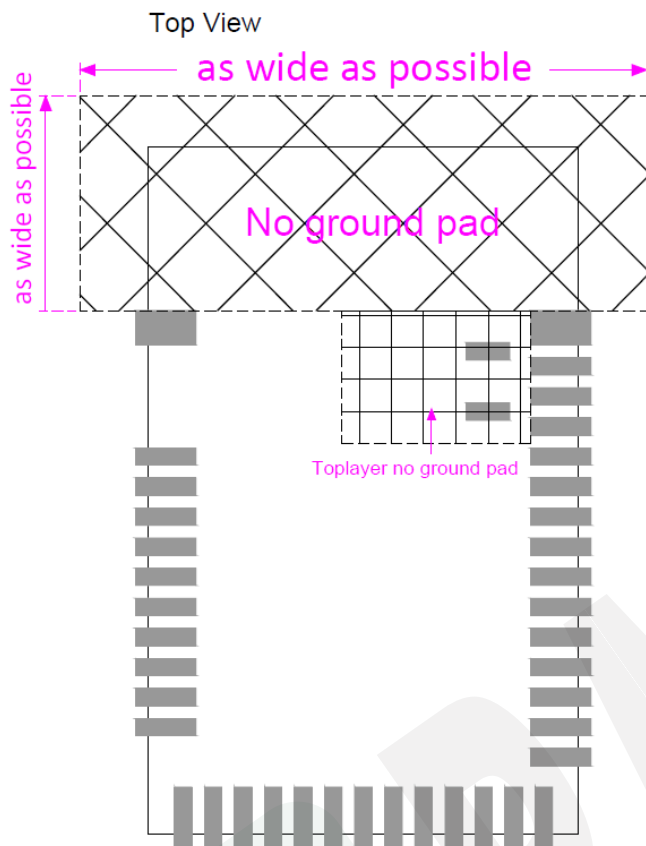 Top View
as wide as possible
as wide as possible
No ground pad
Toplayer no ground pad